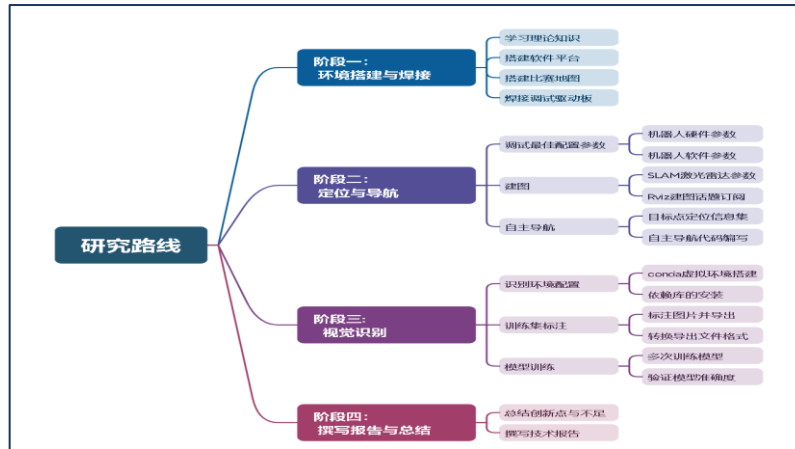 研究路线
阶段一：
环境搭建与焊接
学习理论知识
搭建软件平台
搭建比赛地图
焊接调试驱动板
阶段二：
定位与导航
调试最佳配置参数
机器人硬件参数
机器人软件参数
建图
SLAM激光雷达参数
Rviz建图话题订阅
自主导航
目标点定位信息集
自主导航代码编写
阶段三：
视觉识别
识别环境配置
conda虚拟环境搭建
依赖库的安装
训练集标注
标注图片并导出
转换导出文件格式
模型训练
多次训练模型
验证模型准确度
阶段四：
撰写报告与总结
总结创新点与不足
撰写技术报告